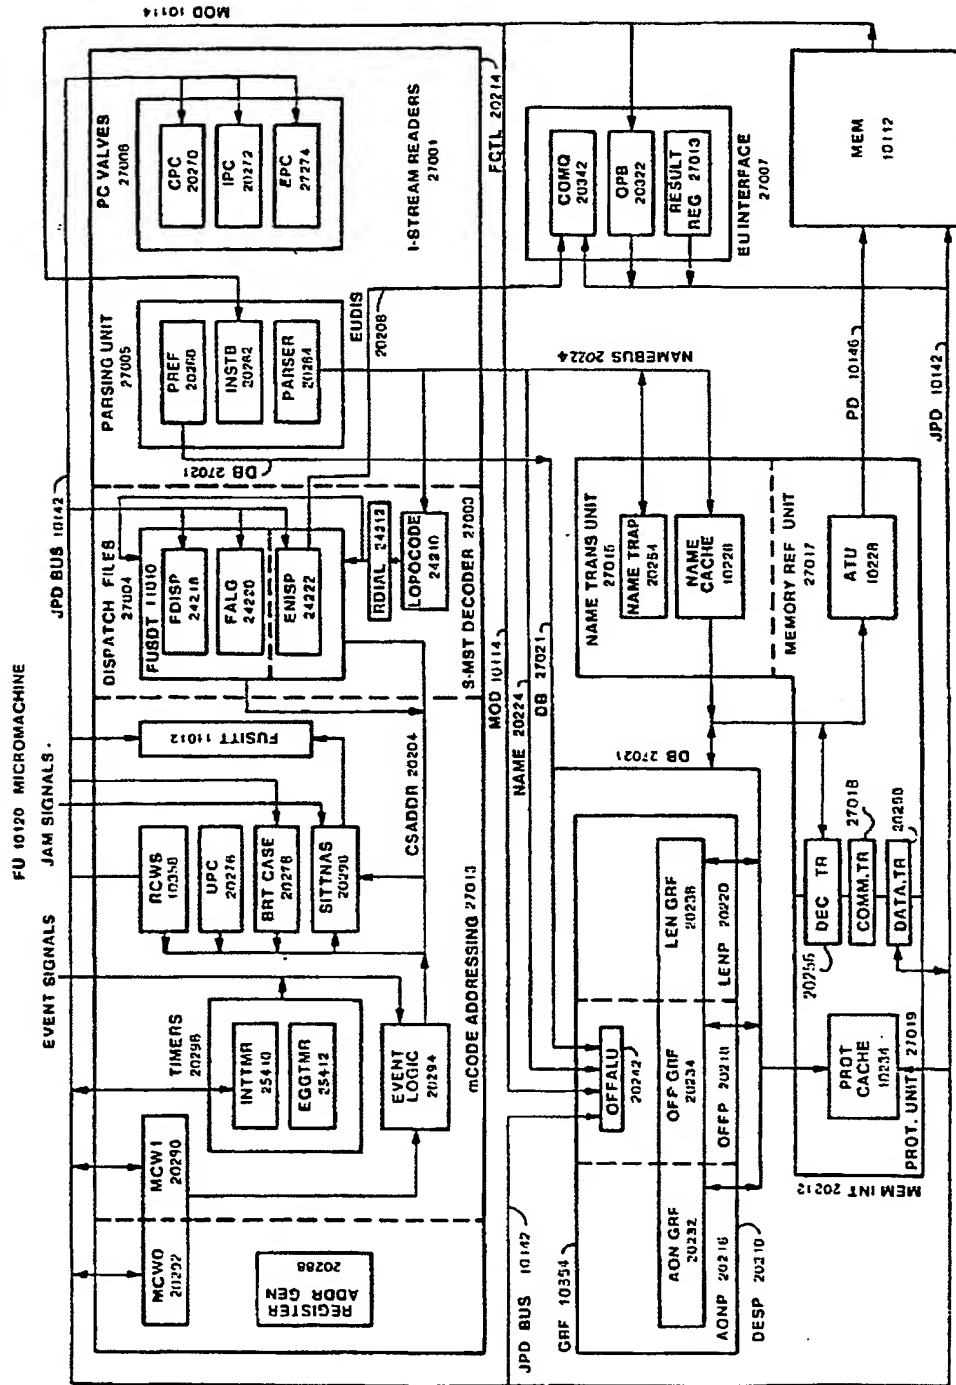 FU 10120 MICROMACHINE
EVENT SIGNALS
JAM SIGNALS
JPD BUS 10142
MOD 10114
MCW0
20292
MCW1
20290
REGISTER
ADDR GEN
20288
TIMERS
20296
INTTMR
25410
EGGTMR
25412
EVENT
LOGIC
20294
mCODE ADDRESSING 27013
RCWS
10358
UPC
20276
BRT CASE
20278
SITTNAS
20286
FUSITT 11012
CSADDR 20204
DISPATCH FILES
27004
FUSDT 11010
FDISP
24218
FALG
24220
ENISP
24222
RDIAL 24212
LOPOCODE
24210
S-MST DECODER 27003
PARSING UNIT
27005
PREF
20260
INSTB
20262
PARSER
20264
DB 27021
EUDIS
20206
PC VALVES
27006
CPC
20270
IPC
20272
EPC
27274
I-STREAM READERS
27001
FCTL 20214
COMQ
20342
OPB
20322
RESULT
REG 27013
EU INTERFACE
27007
MEM
10112
NAMEBUS 20224
PD 10146
JPD 10142
MOD 10114
NAME 20224
DB 27021
NAME TRANS UNIT
27015
NAME TRAP
20254
NAME
CACHE
10226
MEMORY REF UNIT
27017
ATU
10228
DB 27021
JPD BUS 10142
GRF 10354
OFFALU
20242
AON GRF
20232
OFF GRF
20234
LEN GRF
20236
AONP 20216
OFFP 20218
LENP 20220
DESP 20210
DEC TR
20256
COMM.TR
27018
DATA.TR
PROT
CACHE
10234
PROT. UNIT 27019
MEM INT 20212